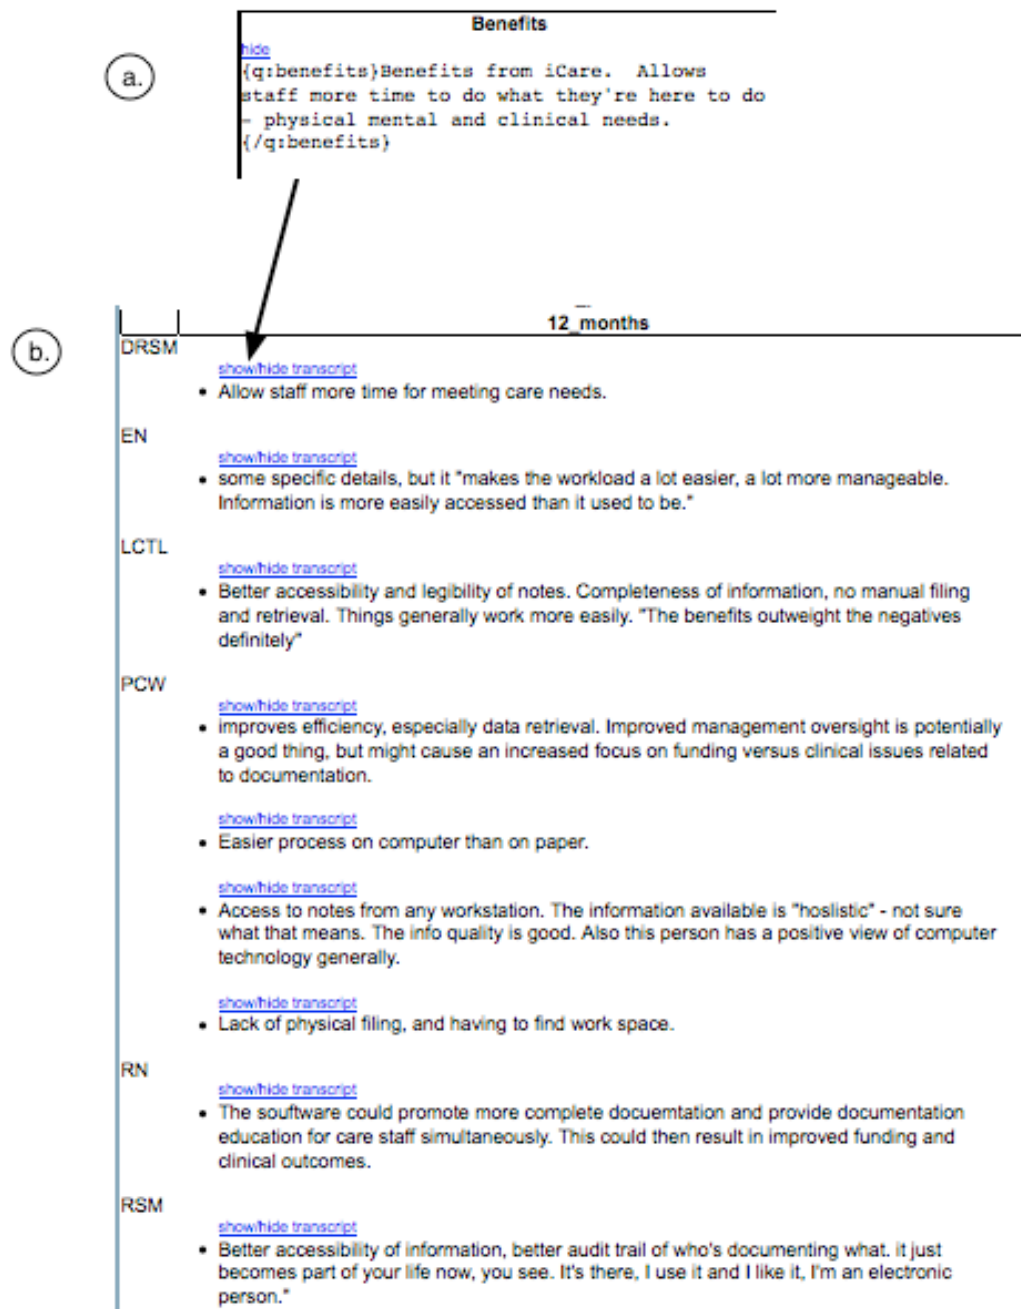 Benefits
a.
hide
{q:benefits}Benefits from iCare.  Allows
staff more time to do what they're here to do
- physical mental and clinical needs.
{/q:benefits}
12_months
b.
DRSM
show/hide transcript
• Allow staff more time for meeting care needs.
EN
show/hide transcript
• some specific details, but it "makes the workload a lot easier, a lot more manageable.
Information is more easily accessed than it used to be."
LCTL
show/hide transcript
• Better accessibility and legibility of notes. Completeness of information, no manual filing
and retrieval. Things generally work more easily. "The benefits outweight the negatives
definitely"
PCW
show/hide transcript
• improves efficiency, especially data retrieval. Improved management oversight is potentially
a good thing, but might cause an increased focus on funding versus clinical issues related
to documentation.
show/hide transcript
• Easier process on computer than on paper.
show/hide transcript
• Access to notes from any workstation. The information available is "hoslistic" - not sure
what that means. The info quality is good. Also this person has a positive view of computer
technology generally.
show/hide transcript
• Lack of physical filing, and having to find work space.
RN
show/hide transcript
• The souftware could promote more complete docuemtation and provide documentation
education for care staff simultaneously. This could then result in improved funding and
clinical outcomes.
RSM
show/hide transcript
• Better accessibility of information, better audit trail of who's documenting what. it just
becomes part of your life now, you see. It's there, I use it and I like it, I'm an electronic
person."